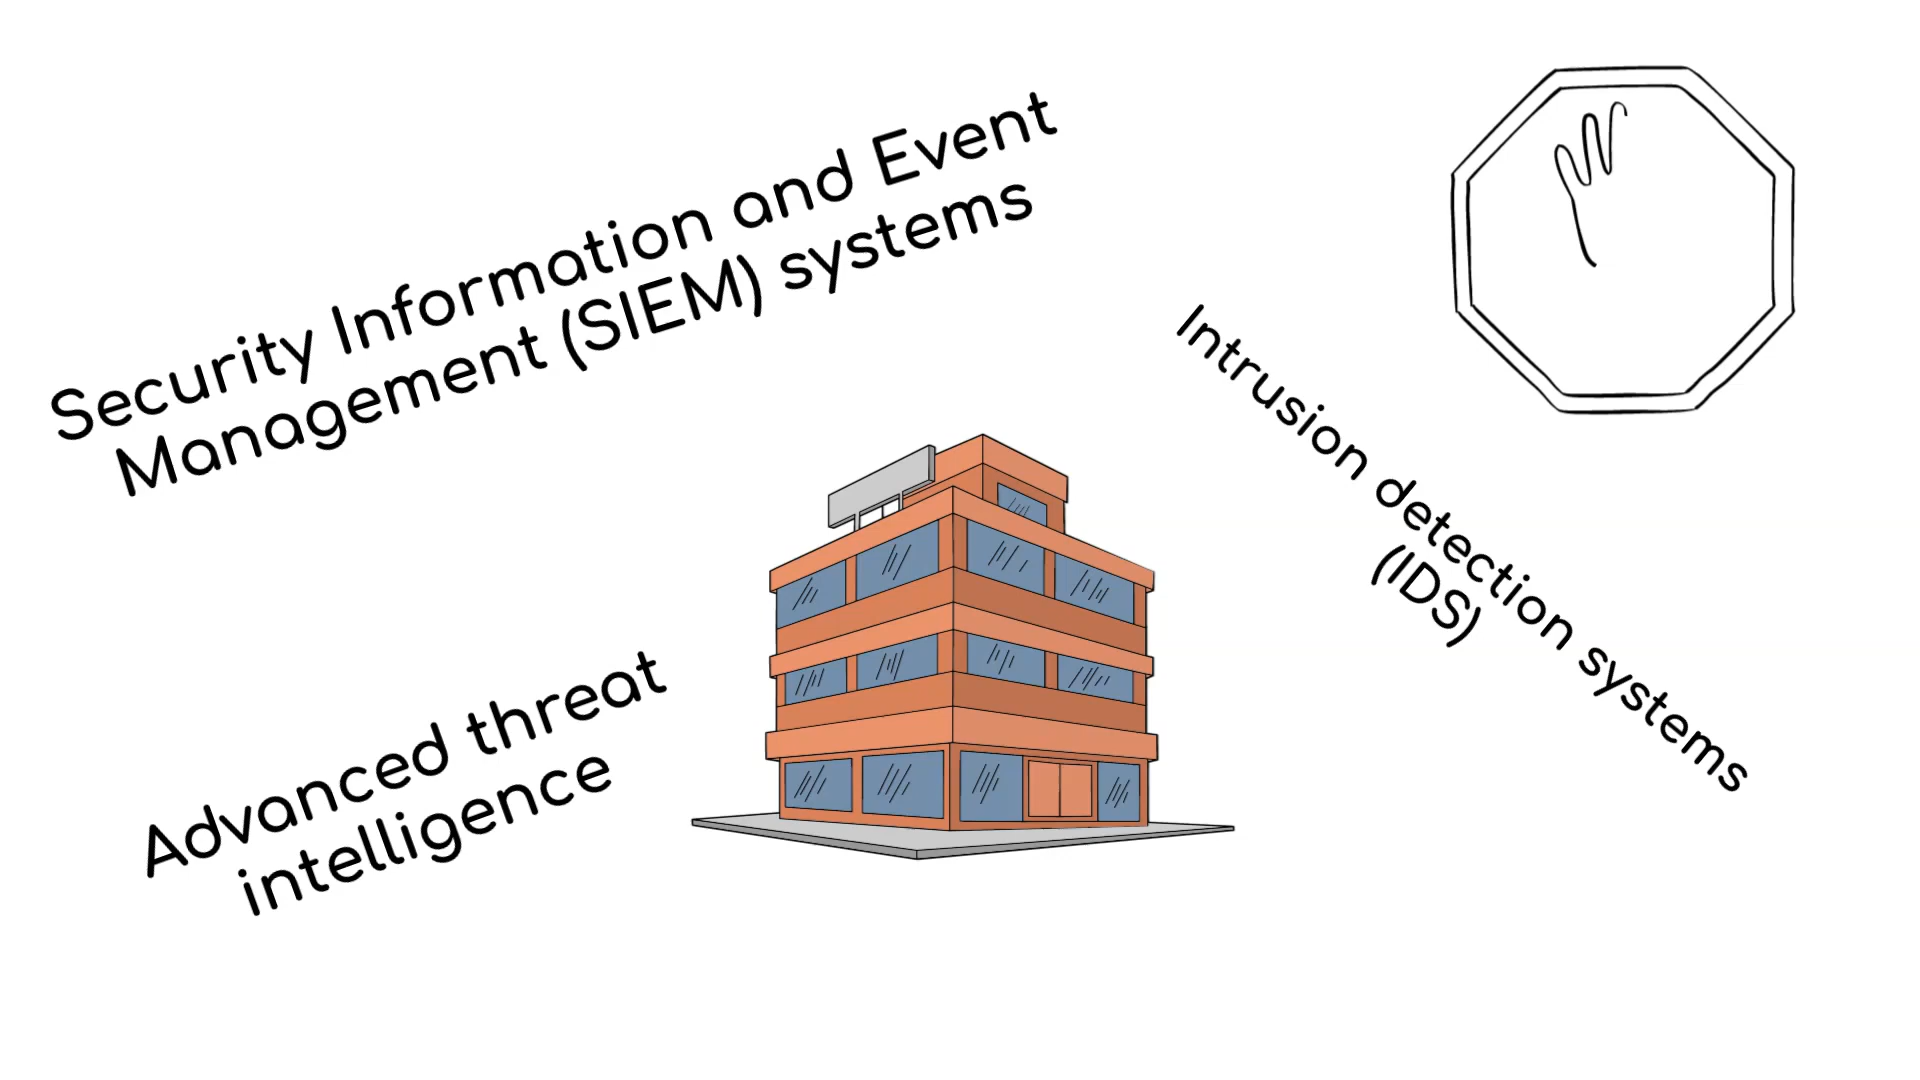 Security Information and Event
Management (SIEM) systems
Intrusion detection systems
(IDS)
Advanced threat
intelligence